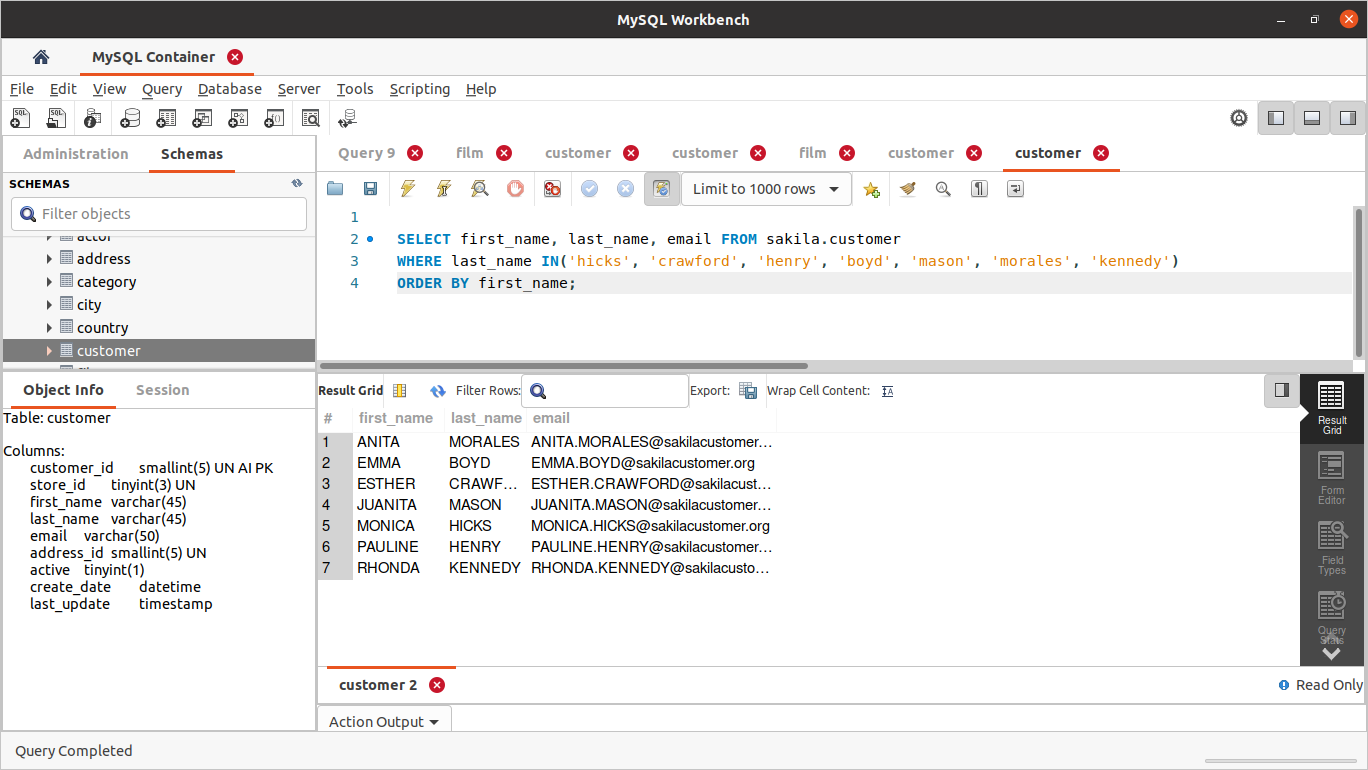 MySQL Workbench
MySQL Container
File Edit View Query Database Server Tools Scripting Help
Administration Schemas
SCHEMAS
Filter objects
actor
address
category
city
country
customer
Query 9 film customer customer film customer customer
Limit to 1000 rows
1
2 SELECT first_name, last_name, email FROM sakila.customer
3 WHERE last_name IN('hicks', 'crawford', 'henry', 'boyd', 'mason', 'morales', 'kennedy')
4 ORDER BY first_name;
Object Info Session
Table: customer
Columns:
customer_id smallint(5) UN AI PK
store_id tinyint(3) UN
first_name varchar(45)
last_name varchar(45)
email varchar(50)
address_id smallint(5) UN
active tinyint(1)
create_date datetime
last_update timestamp
Result Grid Filter Rows: Export: Wrap Cell Content:
# first_name last_name email
1 ANITA MORALES ANITA.MORALES@sakilacustomer…
2 EMMA BOYD EMMA.BOYD@sakilacustomer.org
3 ESTHER CRAWF… ESTHER.CRAWFORD@sakilacust…
4 JUANITA MASON JUANITA.MASON@sakilacustomer…
5 MONICA HICKS MONICA.HICKS@sakilacustomer.org
6 PAULINE HENRY PAULINE.HENRY@sakilacustomer…
7 RHONDA KENNEDY RHONDA.KENNEDY@sakilacusto…
Result
Grid
Form
Editor
Field
Types
Query
Stats
customer 2
Read Only
Action Output
Query Completed